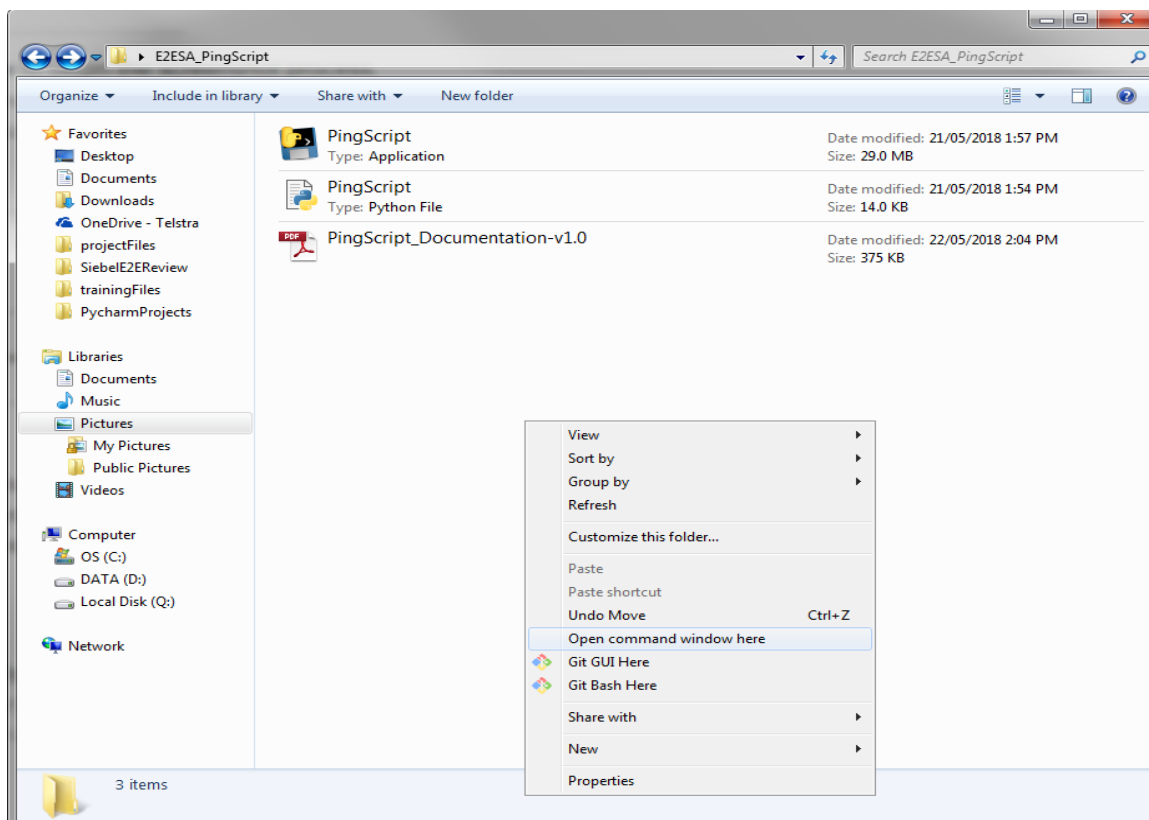 E2ESA_PingScript
Search E2ESA_PingScript
Organize Include in library Share with New folder
Favorites
Desktop
Documents
Downloads
OneDrive - Telstra
projectFiles
SiebelE2EReview
trainingFiles
PycharmProjects
Libraries
Documents
Music
Pictures
My Pictures
Public Pictures
Videos
Computer
OS (C:)
DATA (D:)
Local Disk (Q:)
Network
PingScript Date modified: 21/05/2018 1:57 PM
Type: Application Size: 29.0 MB
PingScript Date modified: 21/05/2018 1:54 PM
Type: Python File Size: 14.0 KB
PDF
PingScript_Documentation-v1.0 Date modified: 22/05/2018 2:04 PM
Size: 375 KB
View
Sort by
Group by
Refresh
Customize this folder...
Paste
Paste shortcut
Undo Move Ctrl+Z
Open command window here
Git GUI Here
Git Bash Here
Share with
New
Properties
3 items